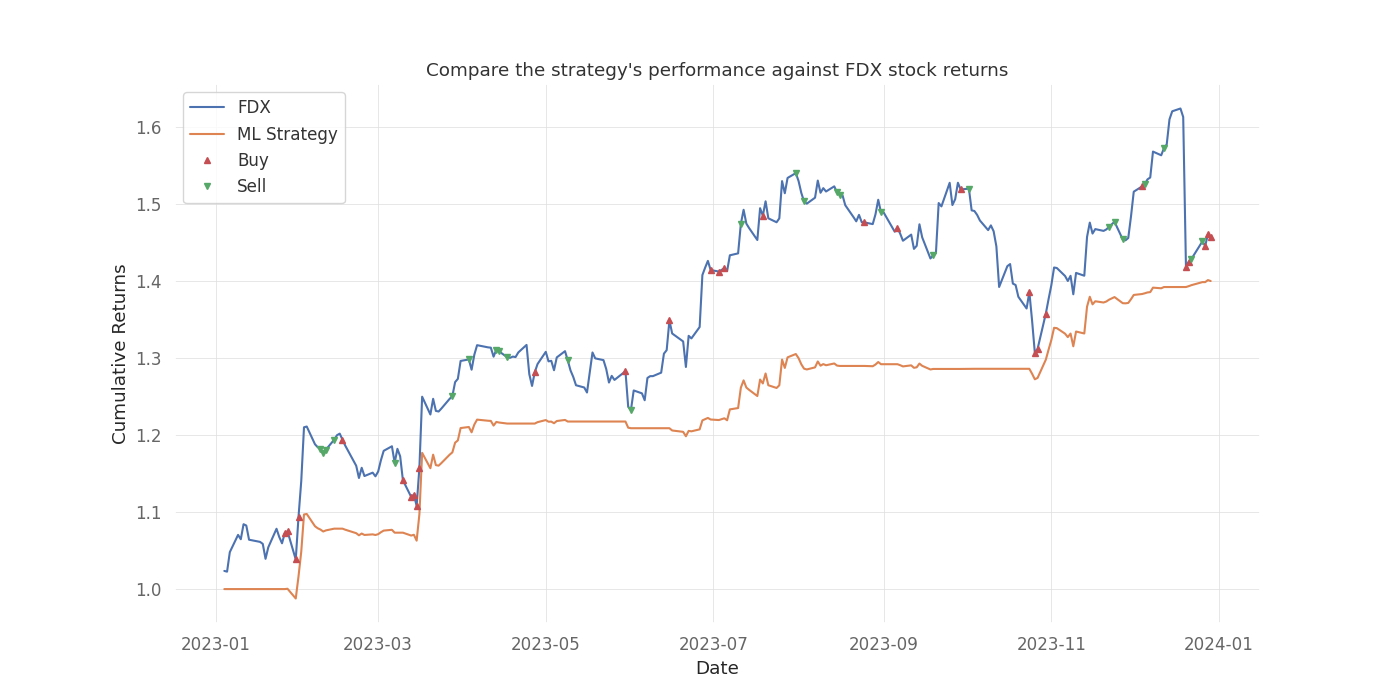 Compare the strategy's performance against FDX stock returns
FDX
ML Strategy
Buy
Sell
1.6
1.5
1.4
1.3
1.2
1.1
1.0
Cumulative Returns
2023-01
2023-03
2023-05
2023-07
2023-09
2023-11
2024-01
Date